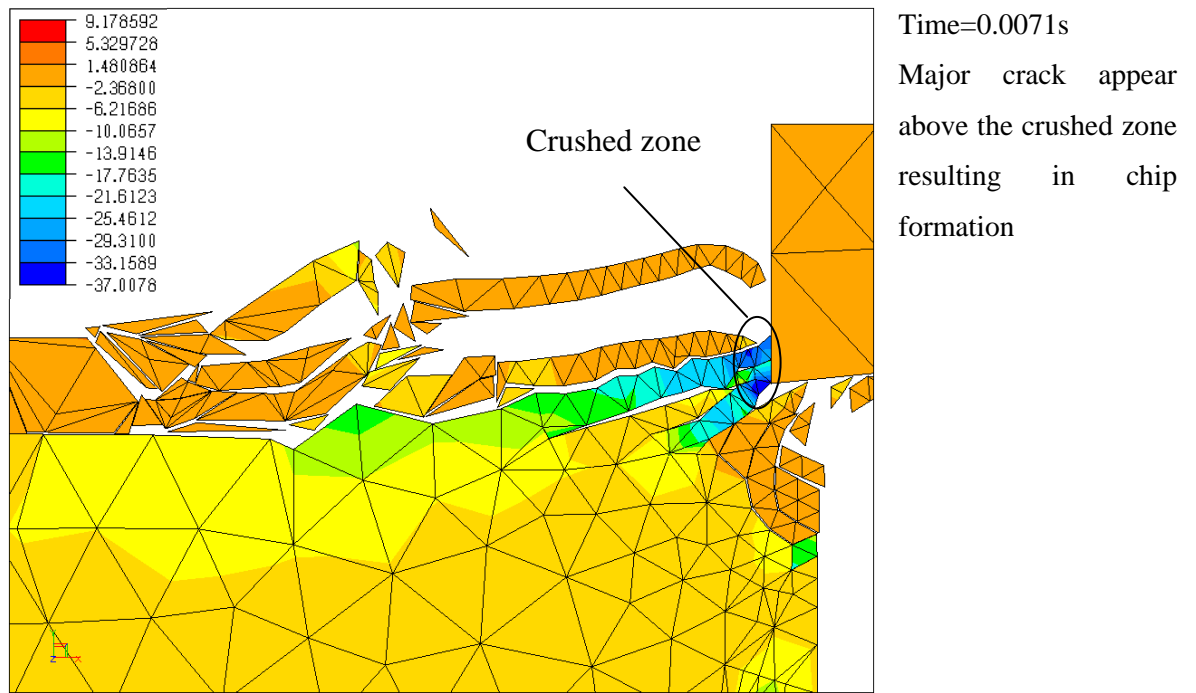 9.178592
5.329728
1.480864
-2.36800
-6.21686
-10.0657
-13.9146
-17.7635
-21.6123
-25.4612
-29.3100
-33.1589
-37.0078
Crushed zone
Z
X
Time=0.0071s
Major crack appear
above the crushed zone
resulting in chip
formation